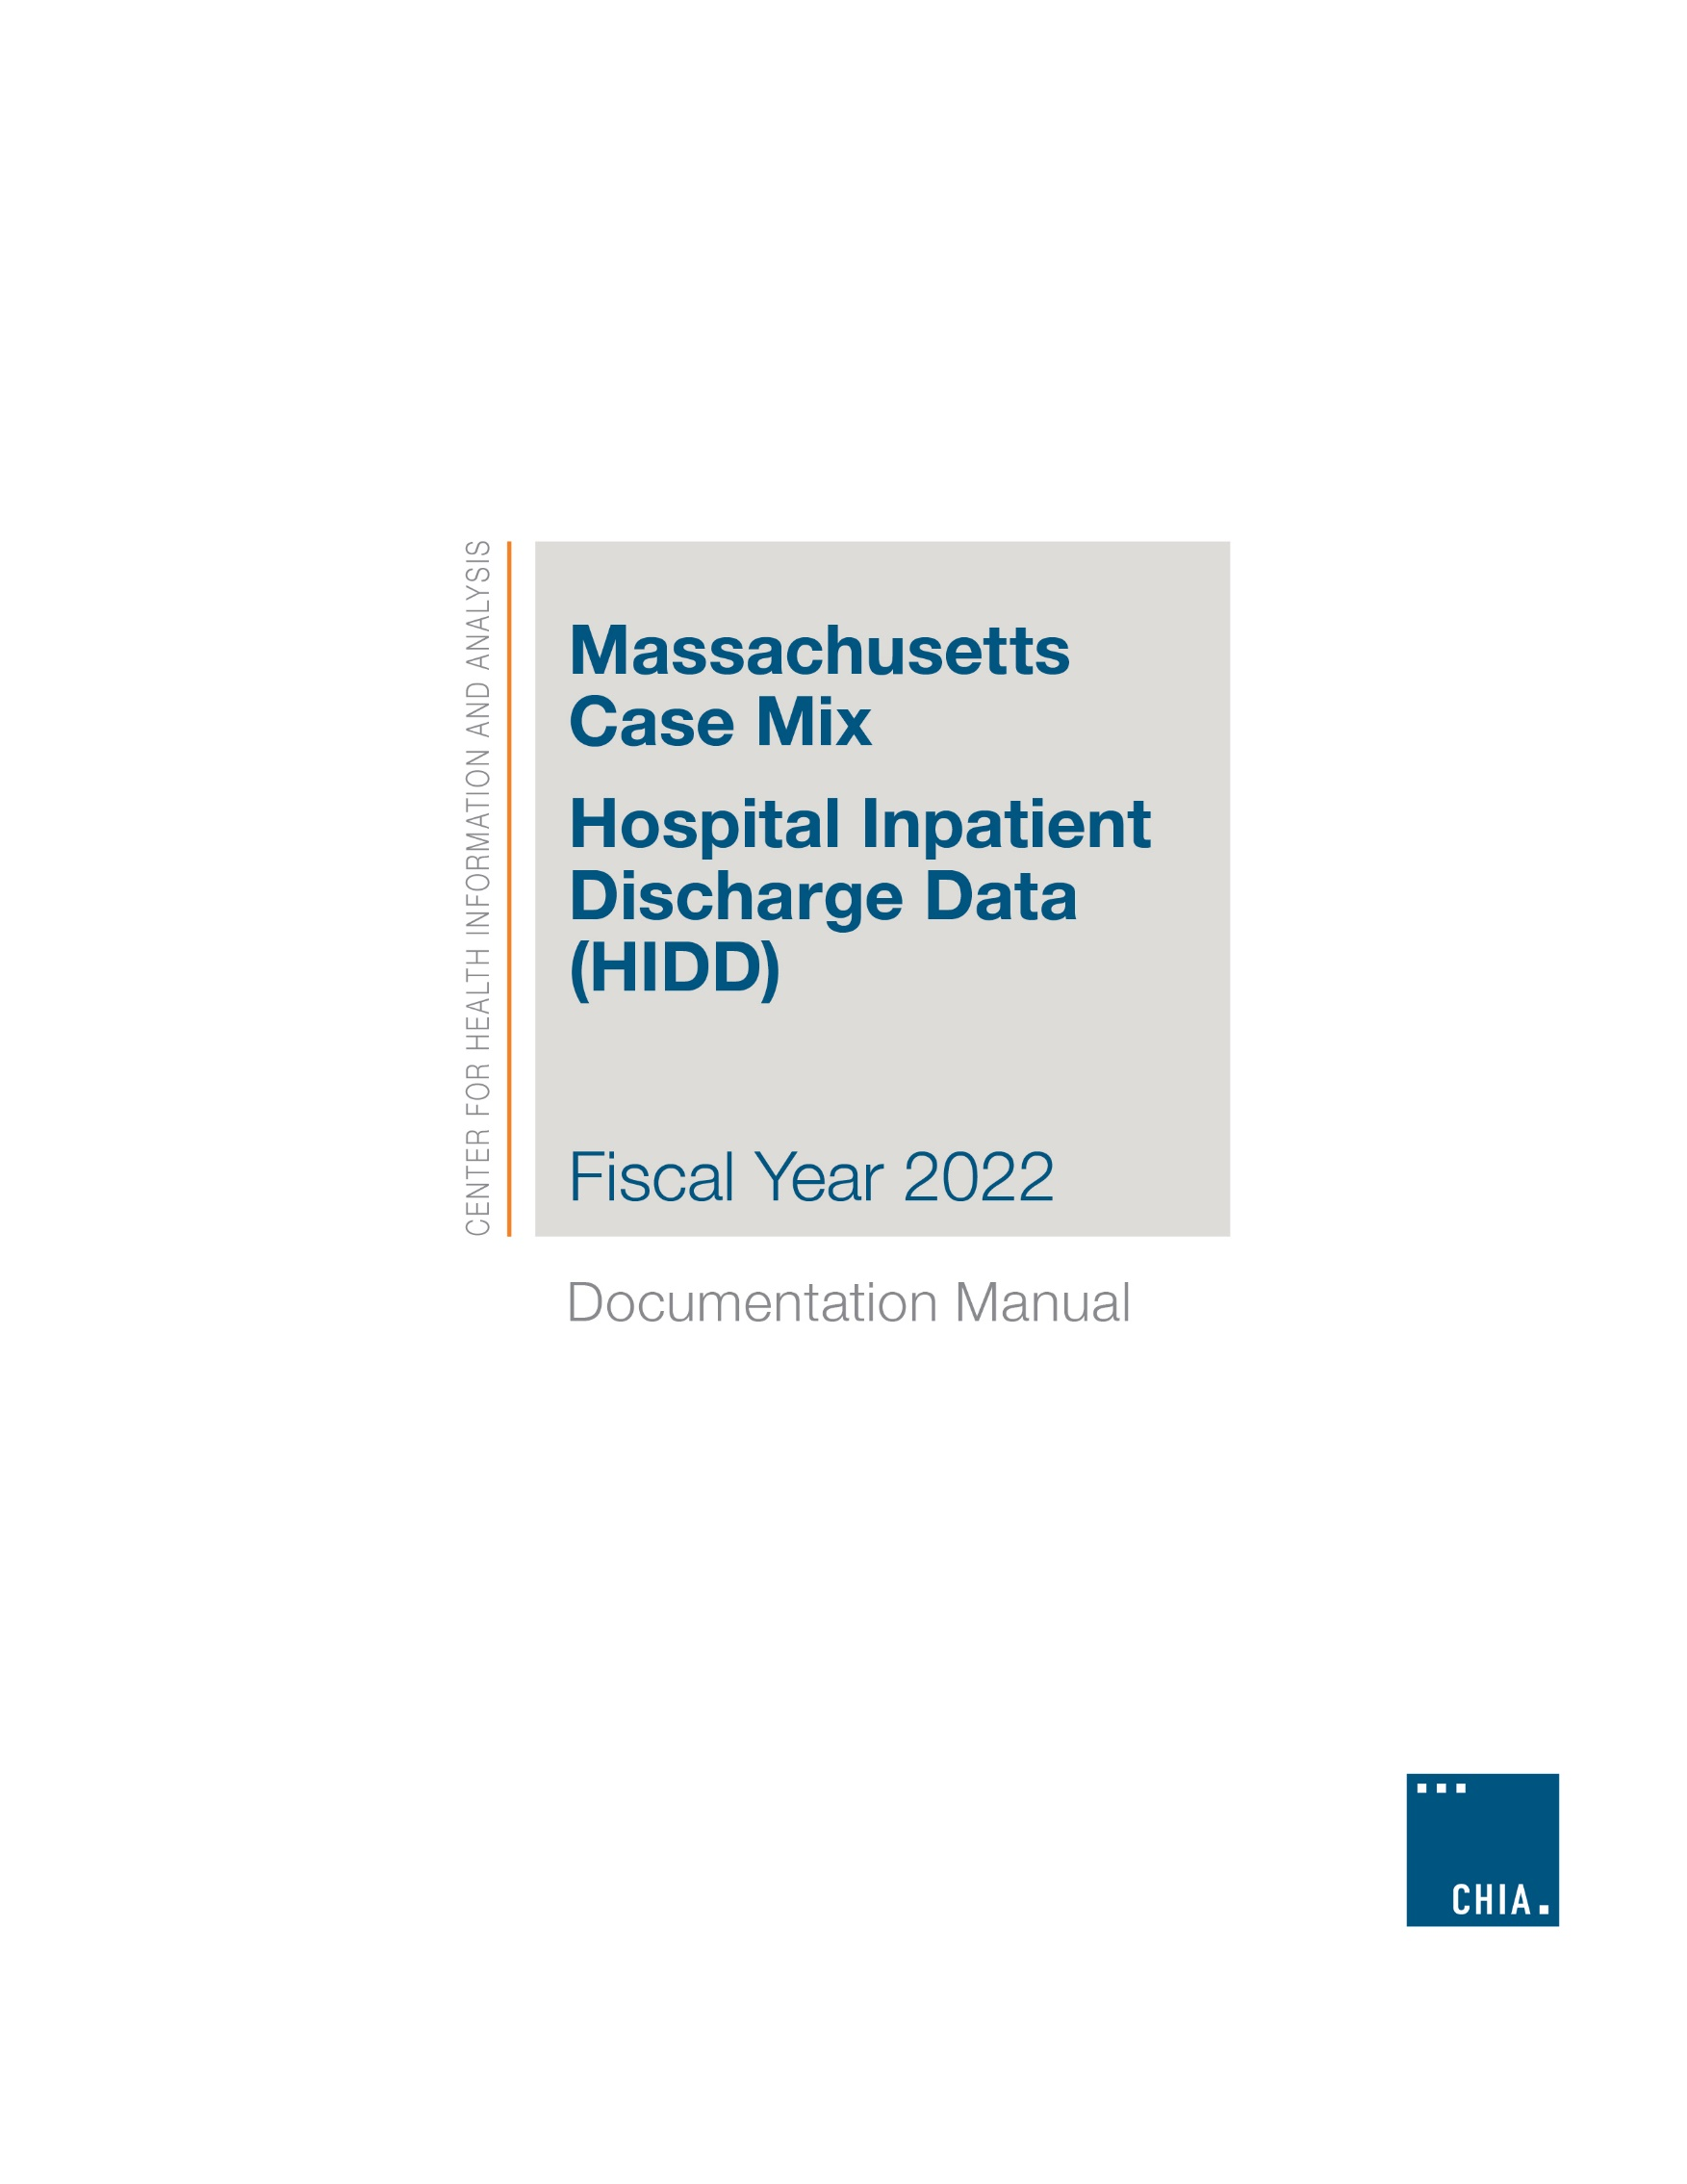 CENTER FOR HEALTH INFORMATION AND ANALYSIS
Massachusetts
Case Mix
Hospital Inpatient
Discharge Data
(HIDD)
Fiscal Year 2022
Documentation Manual
CHIA.